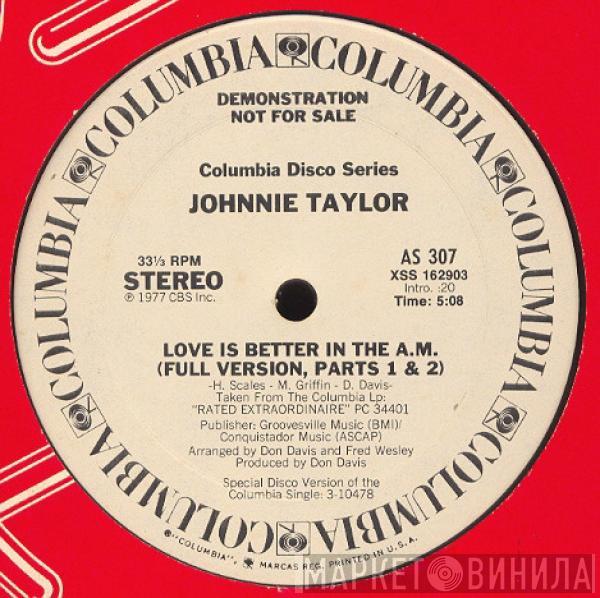 COLUMBIA COLUMBIA COLUMBIA COLUMBIA COLUMBIA COLUMBIA COLUMBIA COLUMBIA
DEMONSTRATION
NOT FOR SALE
Columbia Disco Series
JOHNNIE TAYLOR
33⅓ RPM
STEREO
℗ 1977 CBS Inc.
AS 307
XSS 162903
Intro. :20
Time: 5:08
LOVE IS BETTER IN THE A.M.
(FULL VERSION, PARTS 1 & 2)
-H. Scales - M. Griffin - D. Davis-
Taken From The Columbia Lp:
"RATED EXTRAORDINAIRE" PC 34401
Publisher: Groovesville Music (BMI)/
Conquistador Music (ASCAP)
Arranged by Don Davis and Fred Wesley
Produced by Don Davis
Special Disco Version of the
Columbia Single: 3-10478
®"COLUMBIA", MARCAS REG. PRINTED IN U.S.A.
МАРКЕТ ВИНИЛА